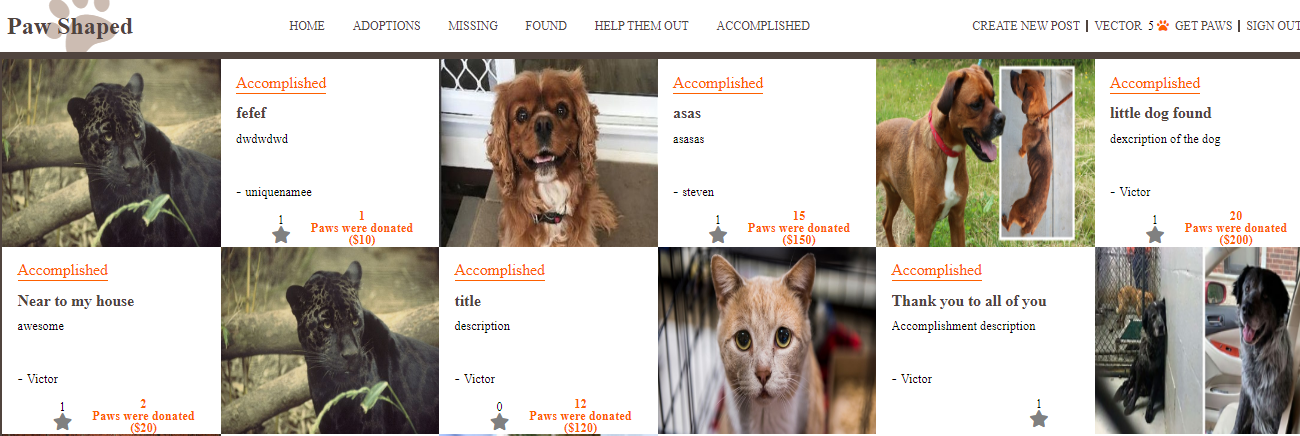 Paw Shaped
HOME ADOPTIONS MISSING FOUND HELP THEM OUT ACCOMPLISHED
CREATE NEW POST | VECTOR 5 GET PAWS | SIGN OUT
Accomplished
fefef
dwdwdwd
- uniquenamee
1
1
Paws were donated
($10)
Accomplished
asas
asasas
- steven
1
15
Paws were donated
($150)
Accomplished
little dog found
dexcription of the dog
- Victor
1
20
Paws were donated
($200)
Accomplished
Near to my house
awesome
- Victor
1
2
Paws were donated
($20)
Accomplished
title
description
- Victor
0
12
Paws were donated
($120)
Accomplished
Thank you to all of you
Accomplishment description
- Victor
1